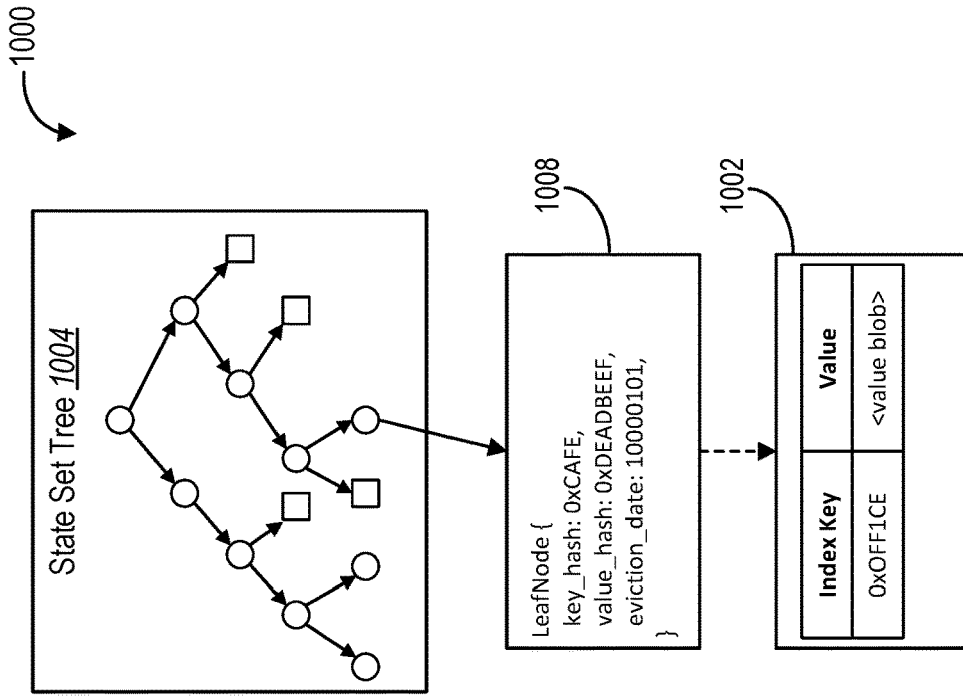 1000
State Set Tree 1004
1008
LeafNode {
key_hash: 0xCAFE,
value_hash: 0xDEADBEEF,
eviction_date: 10000101,
}
1002
Index Key Value
0xOFF1CE <value blob>